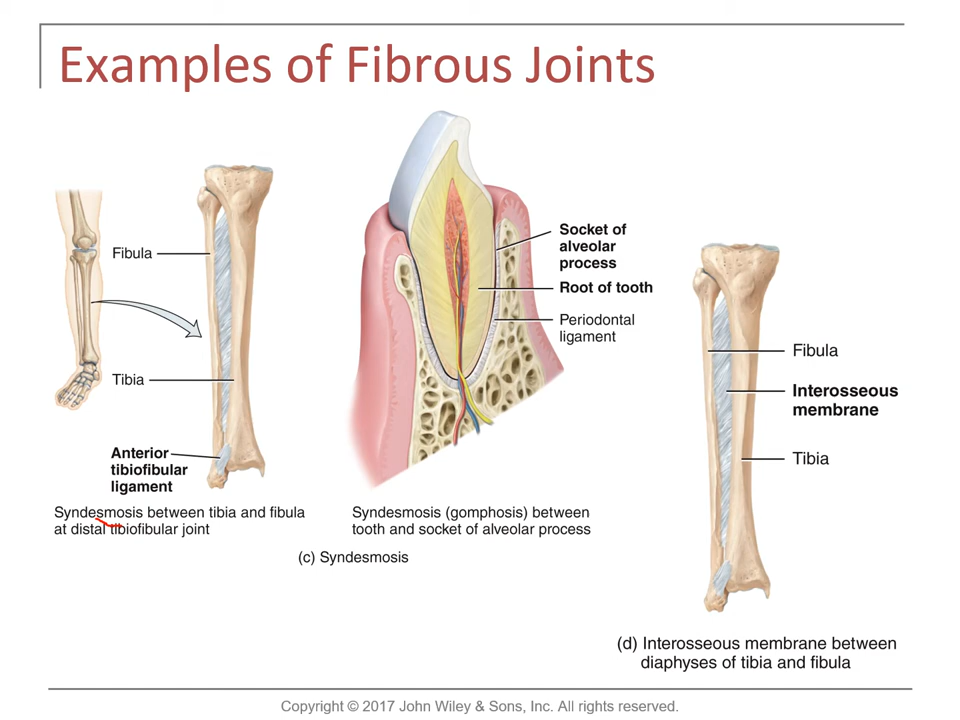 Examples of Fibrous Joints
Fibula
Tibia
Anterior
tibiofibular
ligament
Syndesmosis between tibia and fibula
at distal tibiofibular joint
Socket of
alveolar
process
Root of tooth
Periodontal
ligament
Syndesmosis (gomphosis) between
tooth and socket of alveolar process
(c) Syndesmosis
Fibula
Interosseous
membrane
Tibia
(d) Interosseous membrane between
diaphyses of tibia and fibula
Copyright © 2017 John Wiley & Sons, Inc. All rights reserved.